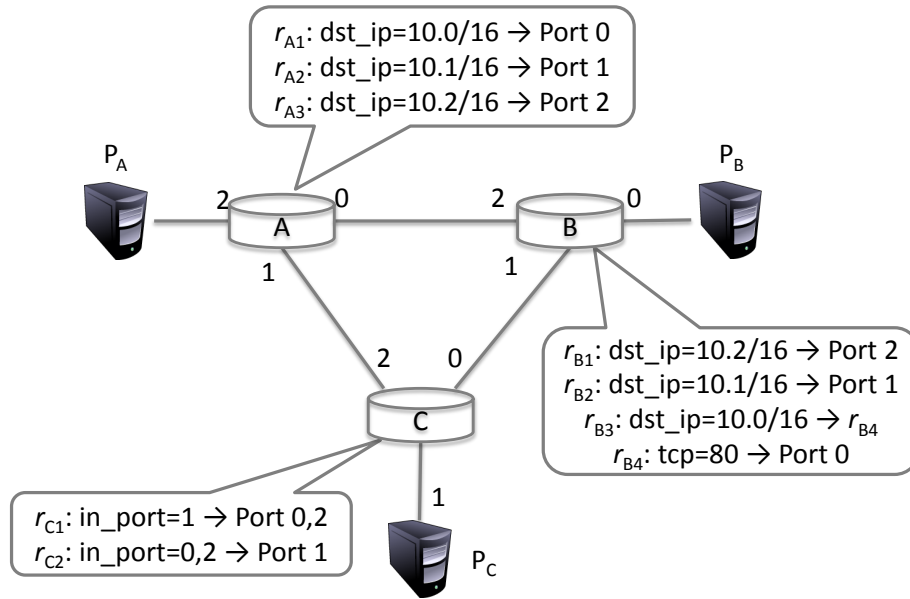 r_A1: dst_ip=10.0/16 → Port 0
r_A2: dst_ip=10.1/16 → Port 1
r_A3: dst_ip=10.2/16 → Port 2
P_A
P_B
2
0
2
0
A
B
1
1
2
0
C
1
P_C
r_B1: dst_ip=10.2/16 → Port 2
r_B2: dst_ip=10.1/16 → Port 1
r_B3: dst_ip=10.0/16 → r_B4
r_B4: tcp=80 → Port 0
r_C1: in_port=1 → Port 0,2
r_C2: in_port=0,2 → Port 1